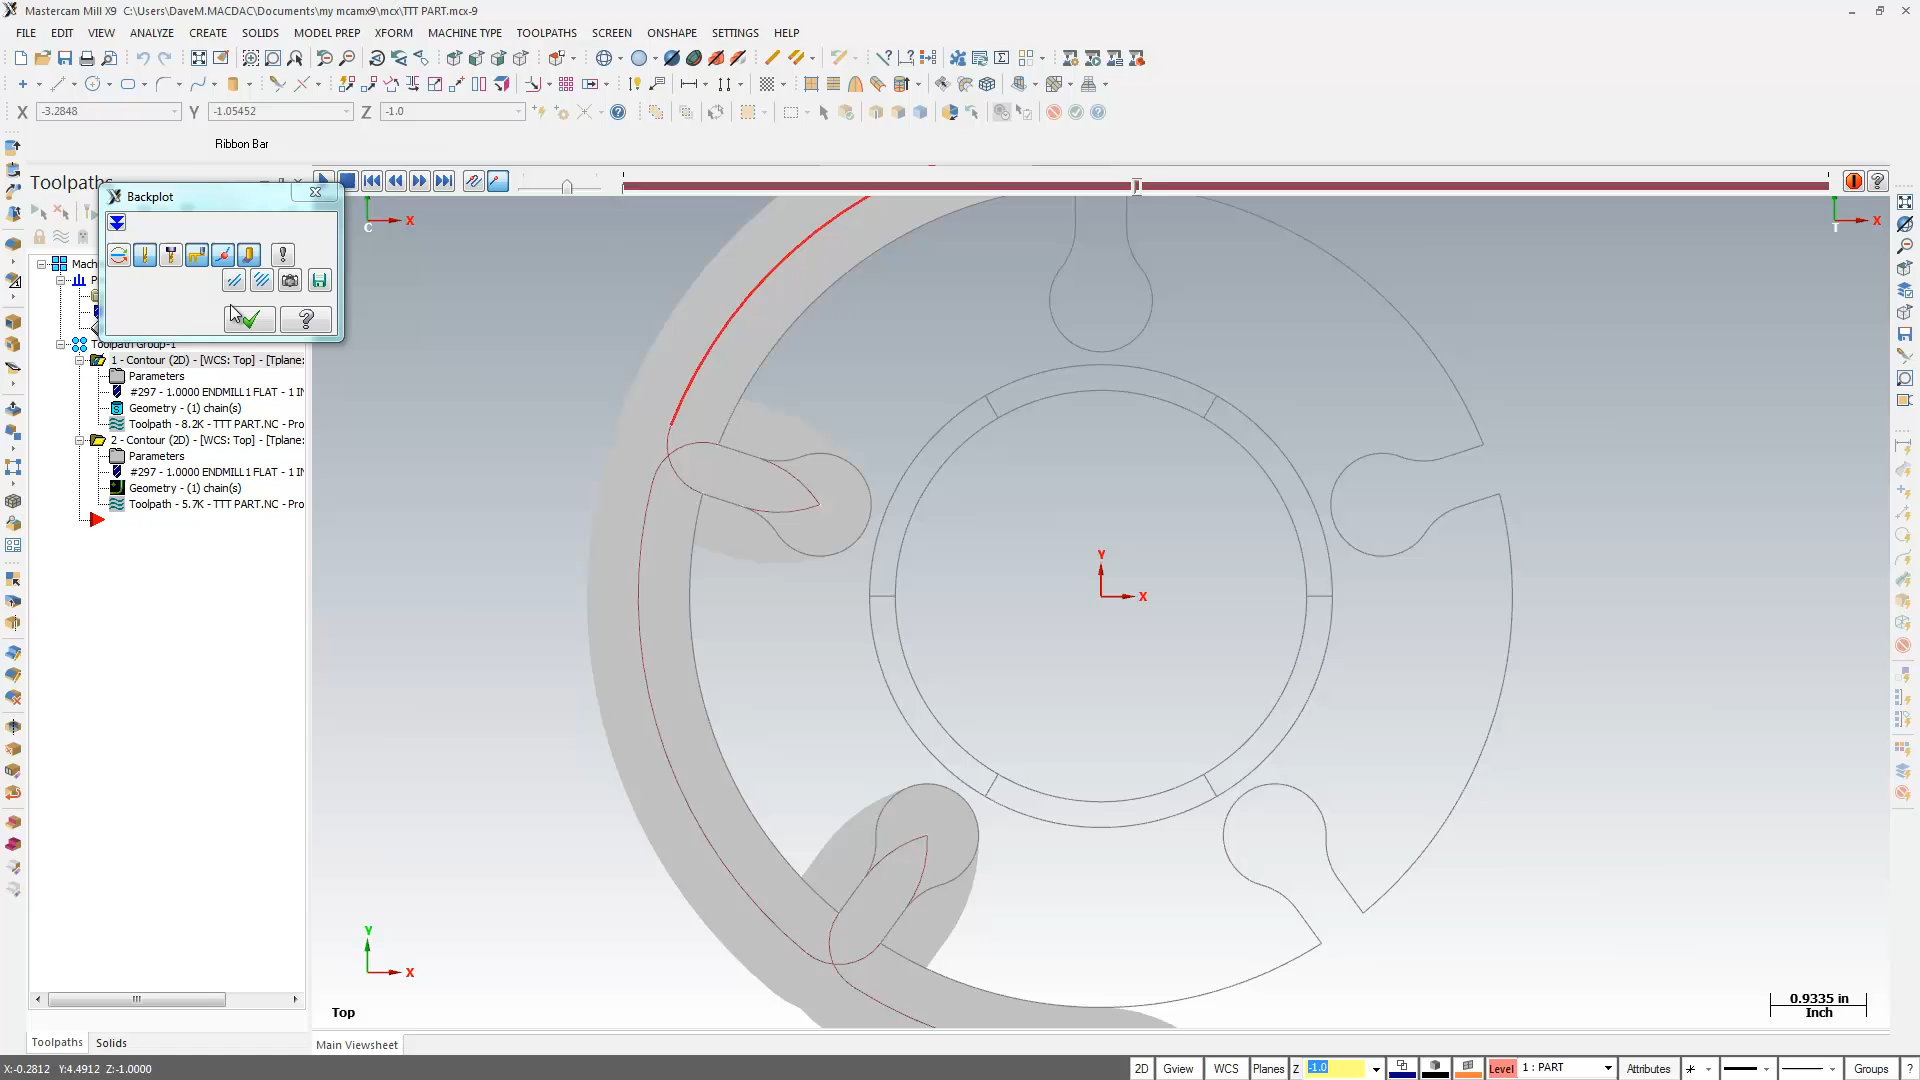 Mastercam Mill X9 C:\Users\DaveM.MACDAC\Documents\my mcamx9\mcx\TTT PART.mcx-9
FILE EDIT VIEW ANALYZE CREATE SOLIDS MODEL PREP XFORM MACHINE TYPE TOOLPATHS SCREEN ONSHAPE SETTINGS HELP
X -3.2848 Y -1.05452 Z -1.0
Ribbon Bar
Toolpaths
Backplot
C X
X
T
Mach
P
Toolpath Group-1
1 - Contour (2D) - [WCS: Top] - [Tplane:
Parameters
#297 - 1.0000 ENDMILL1 FLAT - 1 IN
Geometry - (1) chain(s)
Toolpath - 8.2K - TTT PART.NC - Pro
2 - Contour (2D) - [WCS: Top] - [Tplane:
Parameters
#297 - 1.0000 ENDMILL1 FLAT - 1 IN
Geometry - (1) chain(s)
Toolpath - 5.7K - TTT PART.NC - Pro
Y
X
Y
X
Top
0.9335 in
Inch
Toolpaths Solids
Main Viewsheet
X:-0.2812 Y:4.4912 Z:-1.0000
2D Gview WCS Planes Z -1.0 Level 1 : PART Attributes Groups ?